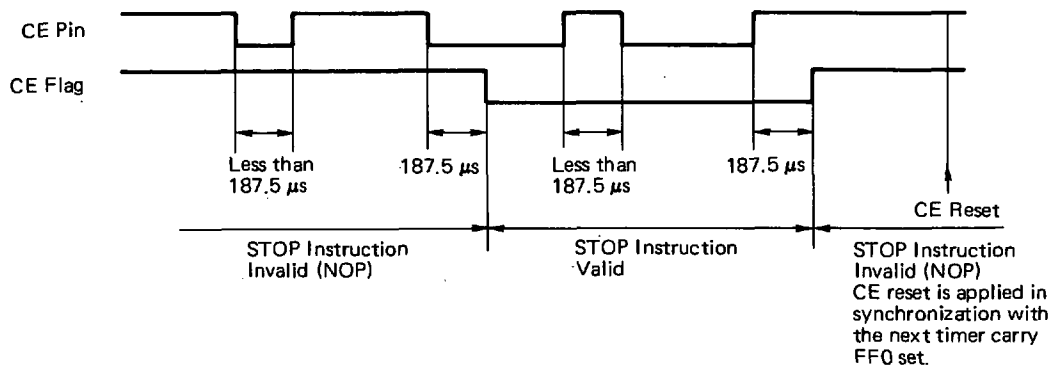 CE Pin
CE Flag
Less than
187.5 μs
187.5 μs
Less than
187.5 μs
187.5 μs
CE Reset
STOP Instruction
Invalid (NOP)
STOP Instruction
Valid
STOP Instruction
Invalid (NOP)
CE reset is applied in
synchronization with
the next timer carry
FF0 set.